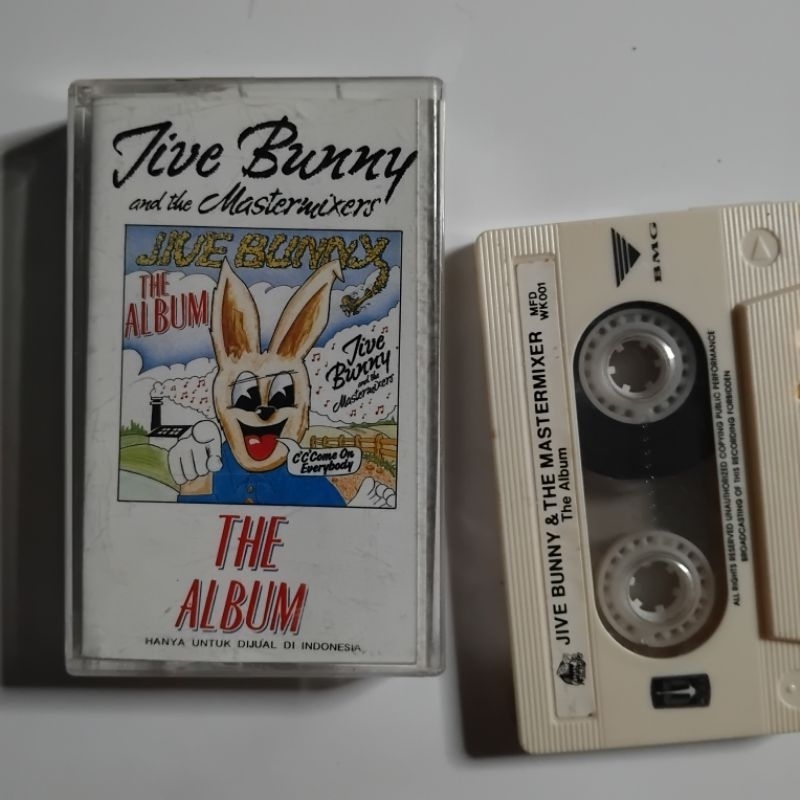 Jive Bunny
and the Mastermixers
JIVE BUNNY
THE
ALBUM
Jive
Bunny
and the
Mastermixers
C'C'Come On
Everybody
THE
ALBUM
HANYA UNTUK DIJUAL DI INDONESIA
BMG
MFD
WK001
JIVE BUNNY & THE MASTERMIXER
The Album
ALL RIGHTS RESERVED UNAUTHORIZED COPYING PUBLIC PERFORMANCE
BROADCASTING OF THIS RECORDING FORBIDDEN